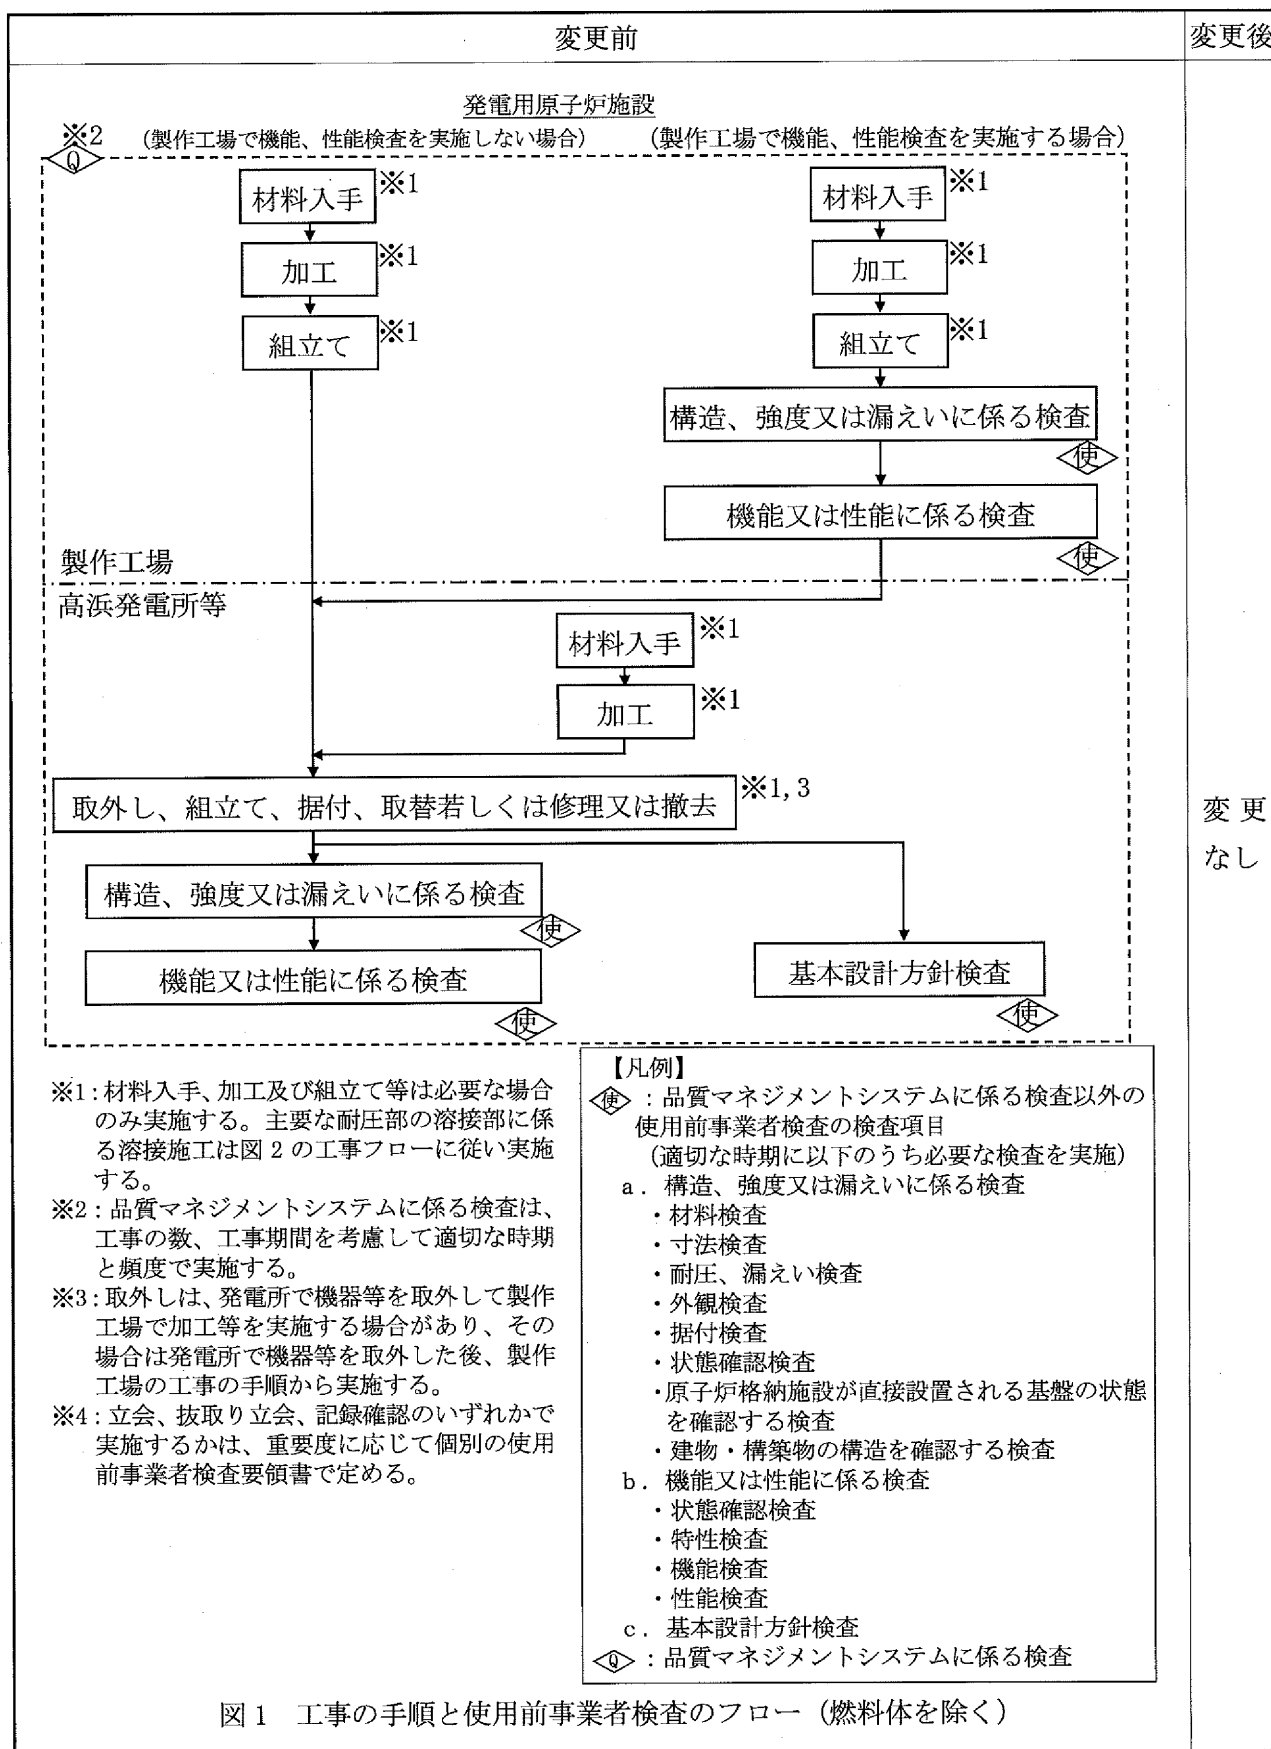 変更前
変更後
発電用原子炉施設
※2
(製作工場で機能、性能検査を実施しない場合)
(製作工場で機能、性能検査を実施する場合)
Q
材料入手
※1
材料入手
※1
加工
※1
加工
※1
組立て
※1
組立て
※1
構造、強度又は漏えいに係る検査
使
機能又は性能に係る検査
使
製作工場
高浜発電所等
材料入手
※1
加工
※1
取外し、組立て、据付、取替若しくは修理又は撤去
※1,3
構造、強度又は漏えいに係る検査
使
機能又は性能に係る検査
使
基本設計方針検査
使
変更
なし
※1:材料入手、加工及び組立て等は必要な場合
のみ実施する。主要な耐圧部の溶接部に係
る溶接施工は図2の工事フローに従い実施
する。
※2:品質マネジメントシステムに係る検査は、
工事の数、工事期間を考慮して適切な時期
と頻度で実施する。
※3:取外しは、発電所で機器等を取外して製作
工場で加工等を実施する場合があり、その
場合は発電所で機器等を取外した後、製作
工場の工事の手順から実施する。
※4:立会、抜取り立会、記録確認のいずれかで
実施するかは、重要度に応じて個別の使用
前事業者検査要領書で定める。
【凡例】
使:品質マネジメントシステムに係る検査以外の
使用前事業者検査の検査項目
(適切な時期に以下のうち必要な検査を実施)
a.構造、強度又は漏えいに係る検査
・材料検査
・寸法検査
・耐圧、漏えい検査
・外観検査
・据付検査
・状態確認検査
・原子炉格納施設が直接設置される基盤の状態
を確認する検査
・建物・構築物の構造を確認する検査
b.機能又は性能に係る検査
・状態確認検査
・特性検査
・機能検査
・性能検査
c.基本設計方針検査
Q:品質マネジメントシステムに係る検査
図1 工事の手順と使用前事業者検査のフロー(燃料体を除く)